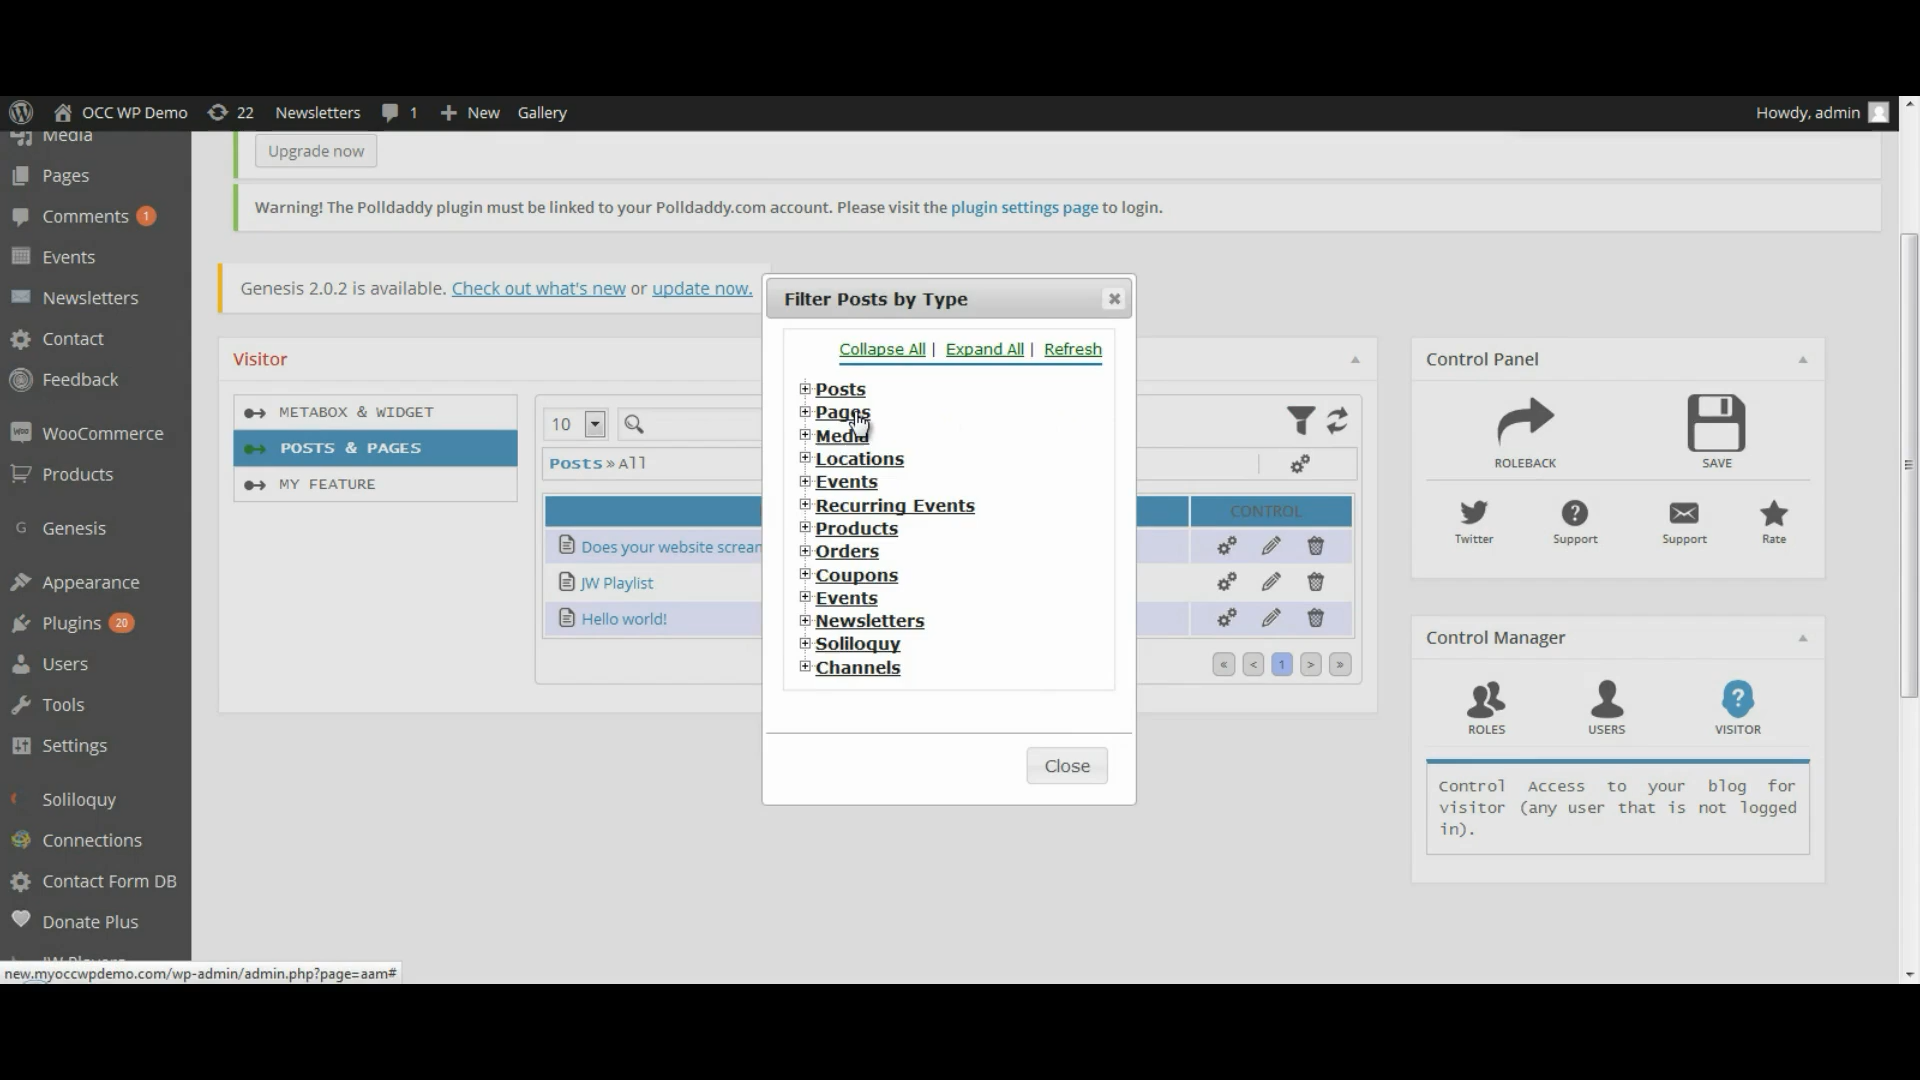 OCC WP Demo 22 Newsletters 1 New Gallery Howdy, admin
Media
Pages
Comments 1
Events
Newsletters
Contact
Feedback
WooCommerce
Products
G Genesis
Appearance
Plugins 20
Users
Tools
Settings
Soliloquy
Connections
Contact Form DB
Donate Plus
new.myoccwpdemo.com/wp-admin/admin.php?page=aam#
Upgrade now
Warning! The Polldaddy plugin must be linked to your Polldaddy.com account. Please visit the plugin settings page to login.
Genesis 2.0.2 is available. Check out what's new or update now.
Visitor
METABOX & WIDGET
POSTS & PAGES
MY FEATURE
10
Posts » All
CONTROL
Does your website scream
JW Playlist
Hello world!
« < 1 > »
Filter Posts by Type
Collapse All | Expand All | Refresh
Posts
Pages
Media
Locations
Events
Recurring Events
Products
Orders
Coupons
Events
Newsletters
Soliloquy
Channels
Close
Control Panel
ROLEBACK SAVE
Twitter Support Support Rate
Control Manager
ROLES USERS VISITOR
Control Access to your blog for
visitor (any user that is not logged
in).